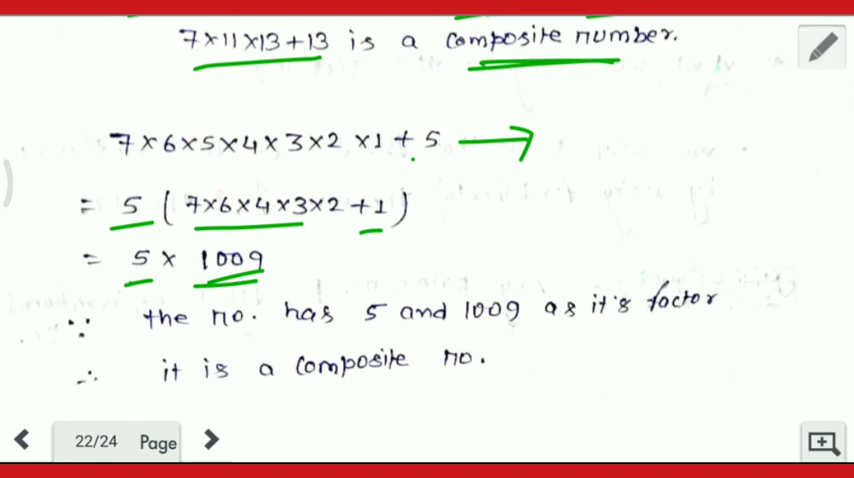 7×11×13+13 is a composite number.
7×6×5×4×3×2×1+5 →
= 5 (7×6×4×3×2+1)
= 5 × 1009
∵ the no. has 5 and 1009 as it's factor
∴ it is a composite no.
22/24 Page